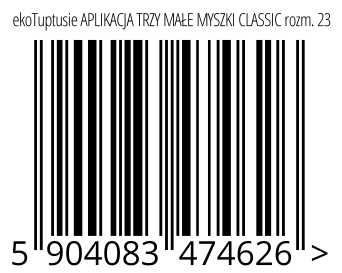 ekoTuptusie APLIKACJA TRZY MAŁE MYSZKI CLASSIC rozm. 23
5 904083 474626 >